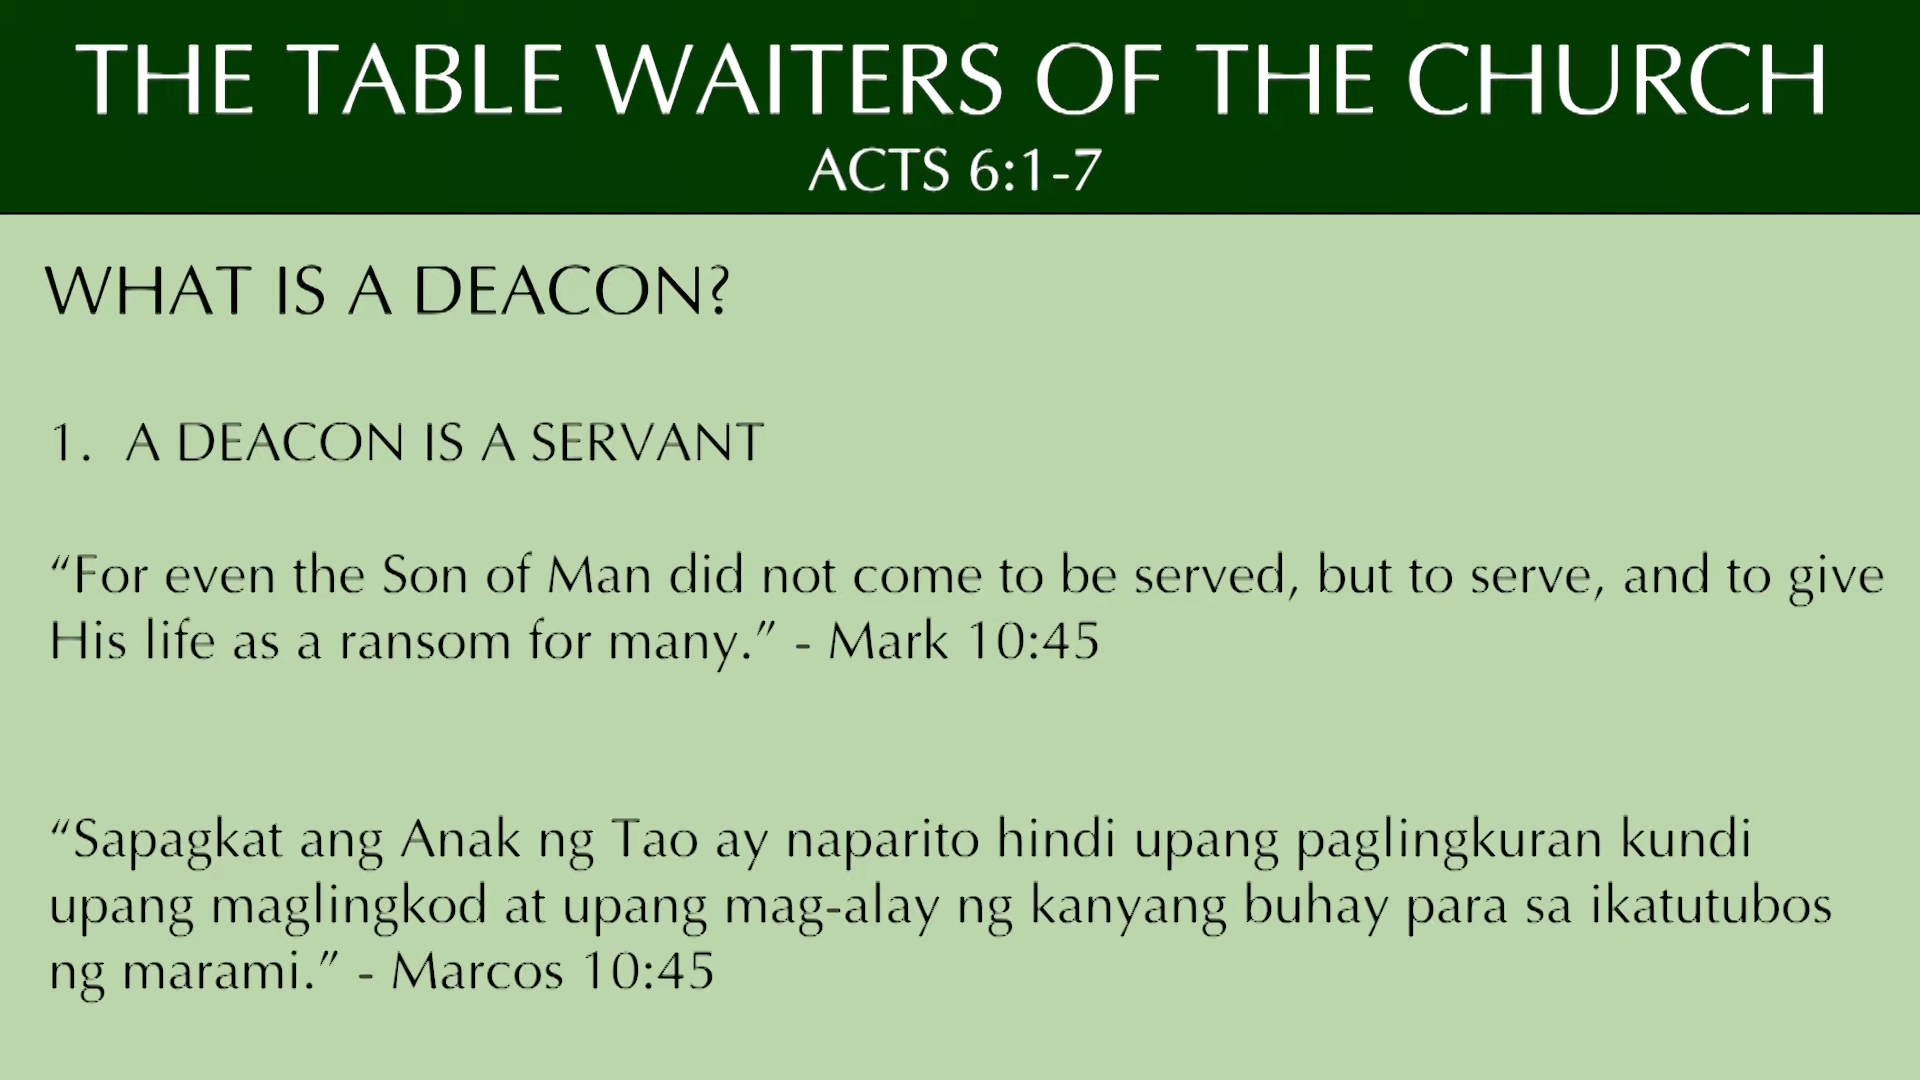 THE TABLE WAITERS OF THE CHURCH
ACTS 6:1-7
WHAT IS A DEACON?
1. A DEACON IS A SERVANT
“For even the Son of Man did not come to be served, but to serve, and to give
His life as a ransom for many.” - Mark 10:45
“Sapagkat ang Anak ng Tao ay naparito hindi upang paglingkuran kundi
upang maglingkod at upang mag-alay ng kanyang buhay para sa ikatutubos
ng marami.” - Marcos 10:45